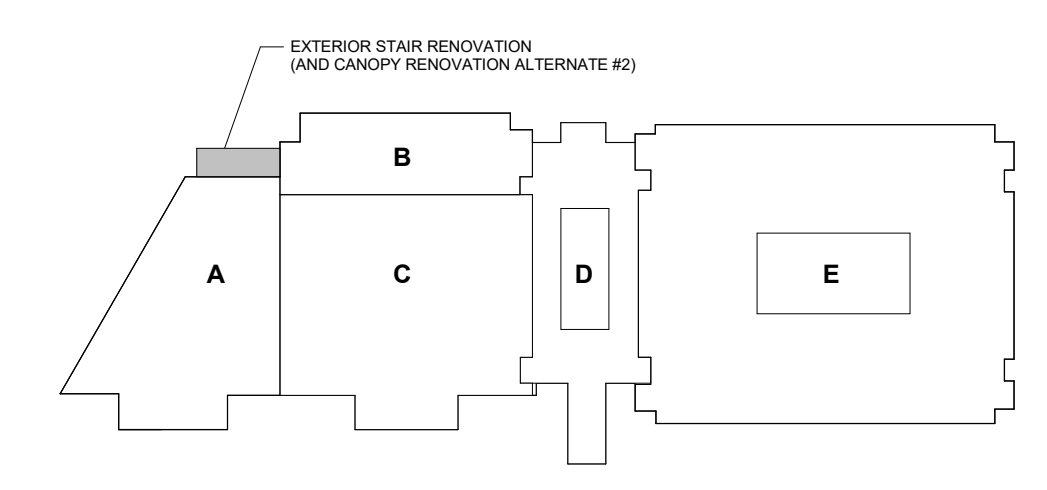 EXTERIOR STAIR RENOVATION
(AND CANOPY RENOVATION ALTERNATE #2)
B
A
C
D
E